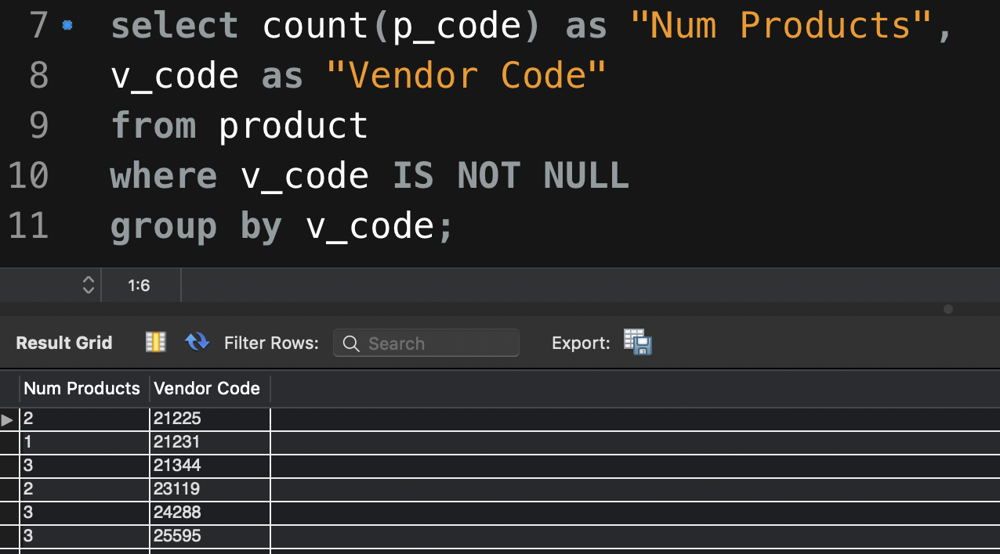 7 select count(p_code) as "Num Products",
8 v_code as "Vendor Code"
9 from product
10 where v_code IS NOT NULL
11 group by v_code;
1:6
Result Grid Filter Rows: Search Export:
Num Products Vendor Code
2 21225
1 21231
3 21344
2 23119
3 24288
3 25595